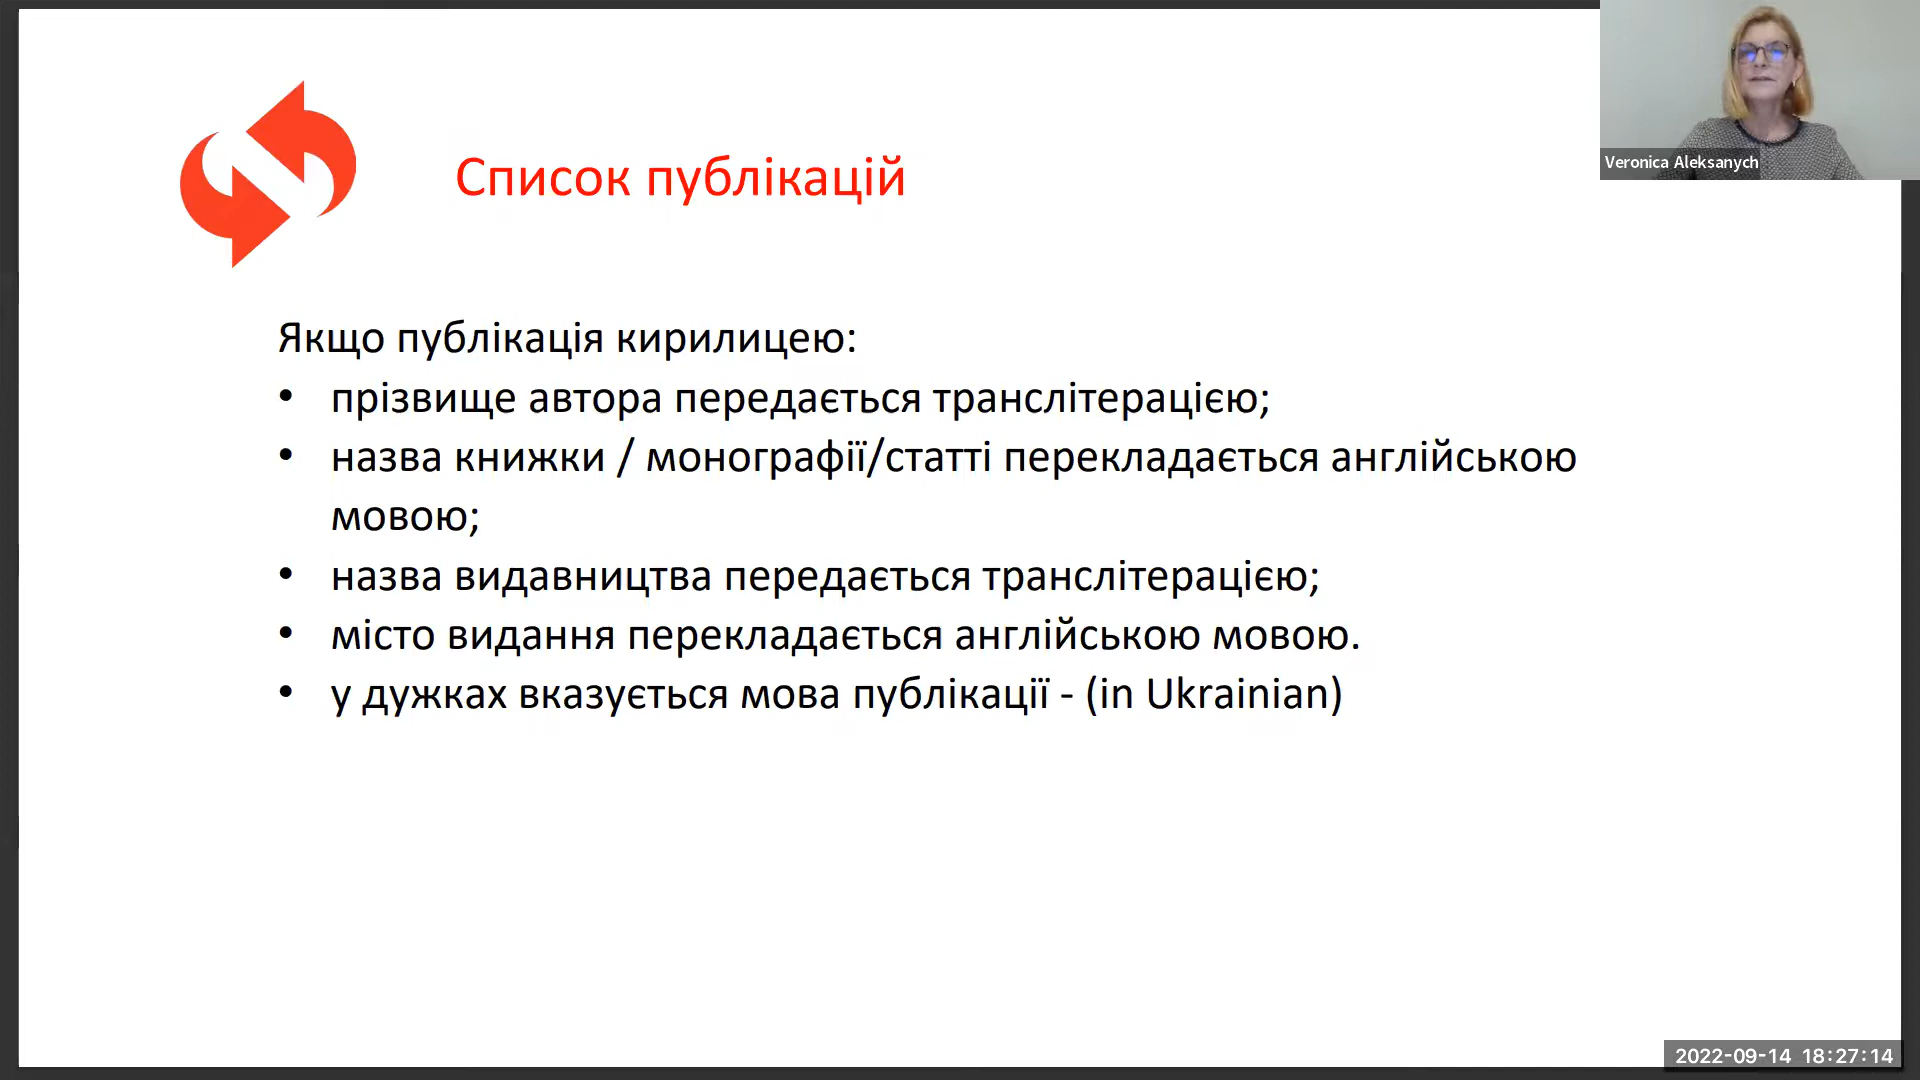 Veronica Aleksanych
Список публікацій
Якщо публікація кирилицею:
• прізвище автора передається транслітерацією;
• назва книжки / монографії/статті перекладається англійською
мовою;
• назва видавництва передається транслітерацією;
• місто видання перекладається англійською мовою.
• у дужках вказується мова публікації - (in Ukrainian)
2022-09-14 18:27:14